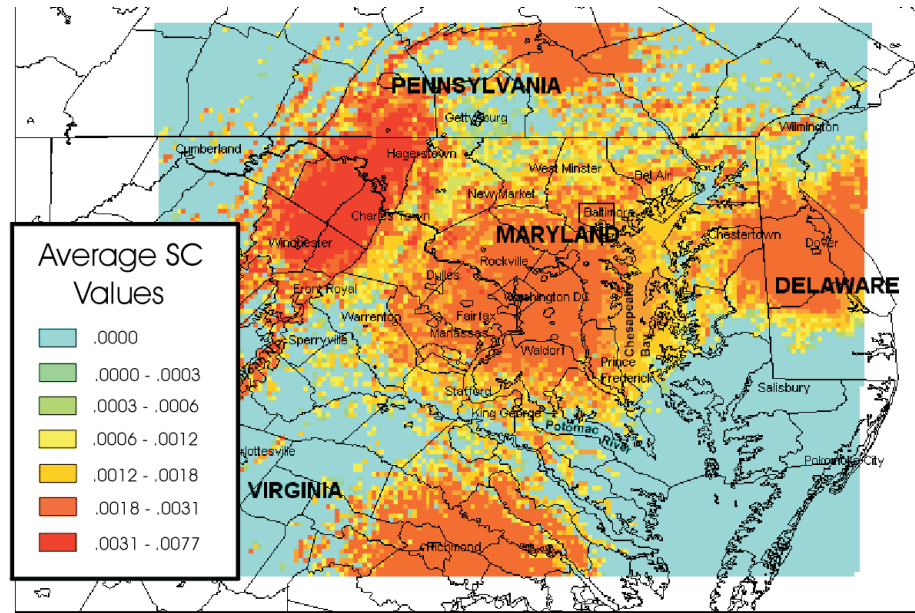 PENNSYLVANIA
Gettysburg
Wilmington
Cumberland
Hagerstown
West Minster
Bel Air
New Market
Charles Town
Baltimore
MARYLAND
Chestertown
Winchester
Dover
Rockville
Dulles
DELAWARE
Front Royal
Washington DC
Warrenton
Fairfax
Manassas
Chesapeake
Bay
Sperryville
Waldorf
Prince
Frederick
Stafford
Salisbury
King George
Potomac River
lottesville
Pokomoke City
VIRGINIA
Richmond
Average SC
Values
.0000
.0000 - .0003
.0003 - .0006
.0006 - .0012
.0012 - .0018
.0018 - .0031
.0031 - .0077